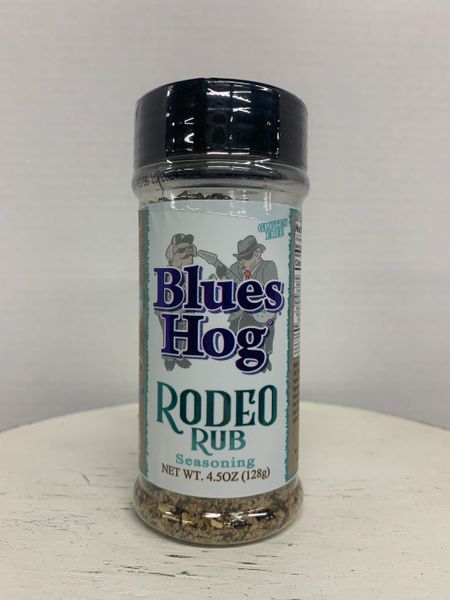 GLUTEN
FREE
Blues
Hog
RODEO
RUB
Seasoning
NET WT. 4.5OZ (128g)